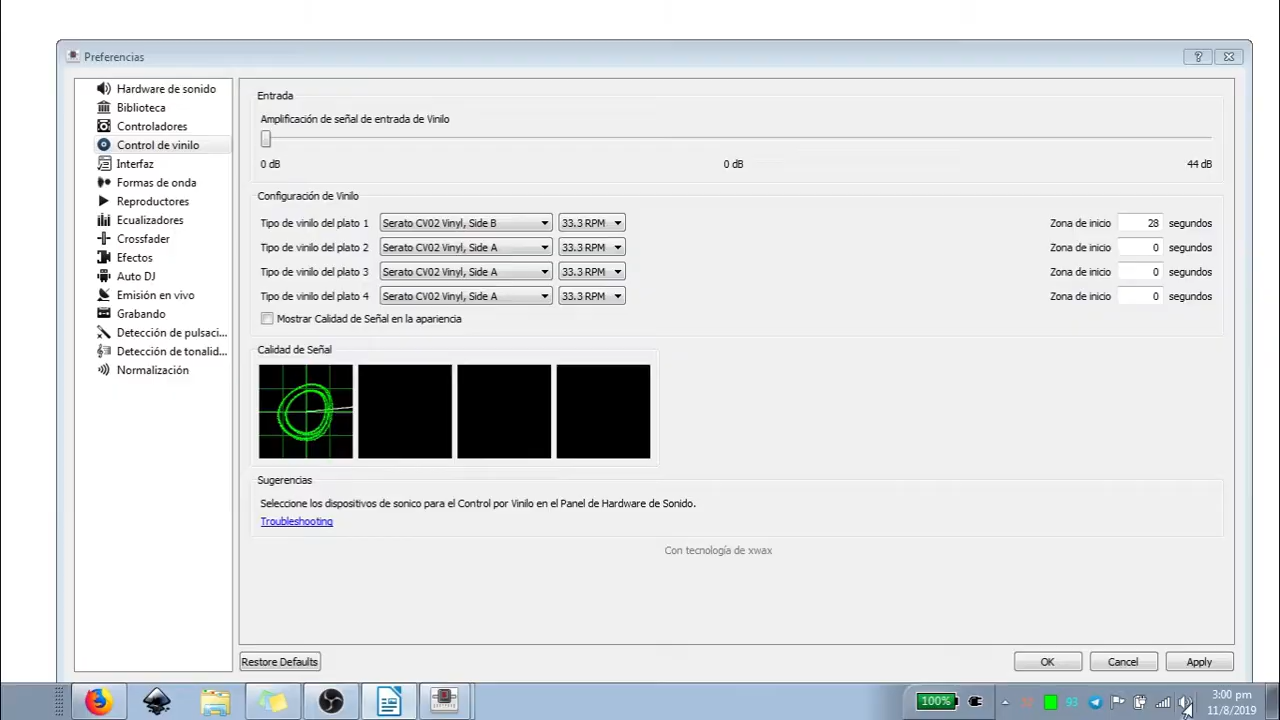 Preferencias
Hardware de sonido
Biblioteca
Controladores
Control de vinilo
Interfaz
Formas de onda
Reproductores
Ecualizadores
Crossfader
Efectos
Auto DJ
Emisión en vivo
Grabando
Detección de pulsaci...
Detección de tonalid...
Normalización
Entrada
Amplificación de señal de entrada de Vinilo
0 dB 0 dB 44 dB
Configuración de Vinilo
Tipo de vinilo del plato 1 Serato CV02 Vinyl, Side B 33.3 RPM Zona de inicio 28 segundos
Tipo de vinilo del plato 2 Serato CV02 Vinyl, Side A 33.3 RPM Zona de inicio 0 segundos
Tipo de vinilo del plato 3 Serato CV02 Vinyl, Side A 33.3 RPM Zona de inicio 0 segundos
Tipo de vinilo del plato 4 Serato CV02 Vinyl, Side A 33.3 RPM Zona de inicio 0 segundos
Mostrar Calidad de Señal en la apariencia
Calidad de Señal
Sugerencias
Seleccione los dispositivos de sonico para el Control por Vinilo en el Panel de Hardware de Sonido.
Troubleshooting
Con tecnología de xwax
Restore Defaults OK Cancel Apply
100% 93 3:00 pm
11/8/2019